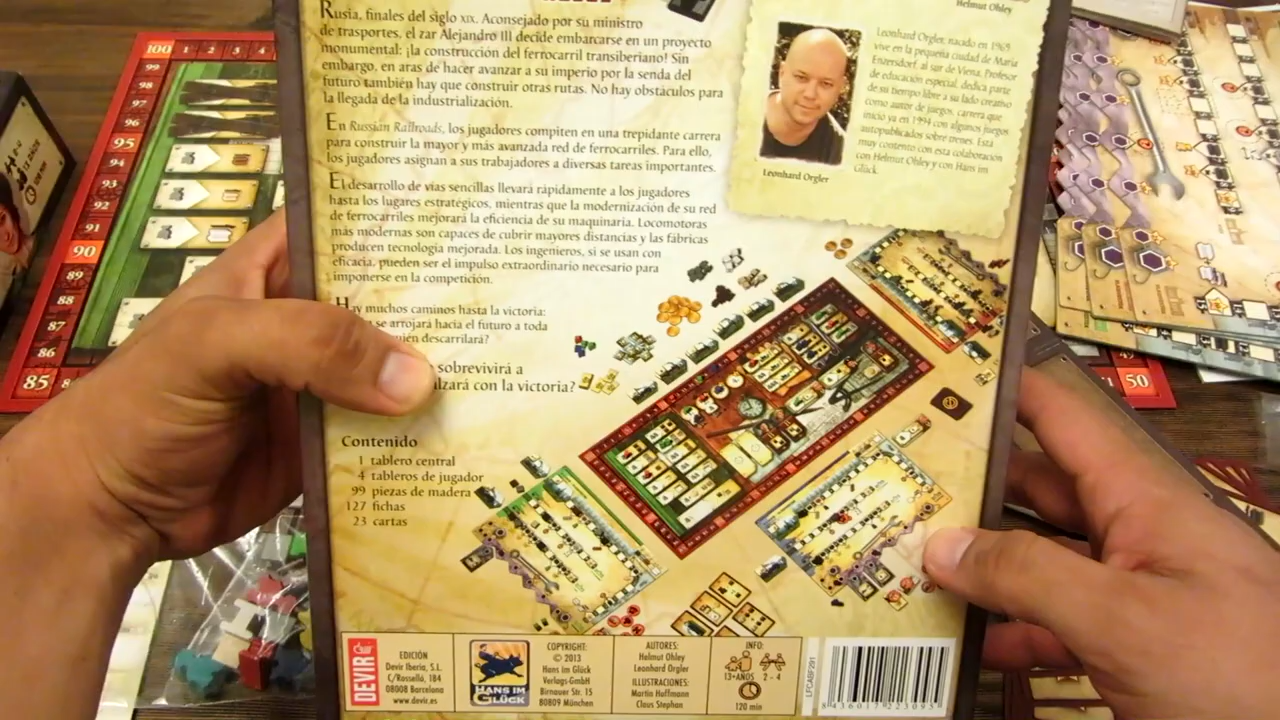 Helmut Ohley
Rusia, finales del siglo XIX. Aconsejado por su ministro
de trasportes, el zar Alejandro III decide embarcarse en un proyecto
monumental: ¡la construcción del ferrocarril transiberiano! Sin
embargo, en aras de hacer avanzar a su imperio por la senda del
futuro también hay que construir otras rutas. No hay obstáculos para
la llegada de la industrialización.
En Russian Railroads, los jugadores compiten en una trepidante carrera
para construir la mayor y más avanzada red de ferrocarriles. Para ello,
los jugadores asignan a sus trabajadores a diversas tareas importantes.
El desarrollo de vías sencillas llevará rápidamente a los jugadores
hasta los lugares estratégicos, mientras que la modernización de su red
de ferrocarriles mejorará la eficiencia de su maquinaria. Locomotoras
más modernas son capaces de cubrir mayores distancias y las fábricas
producen tecnología mejorada. Los ingenieros, si se usan con
eficacia, pueden ser el impulso extraordinario necesario para
imponerse en la competición.
Hay muchos caminos hasta la victoria:
se arrojará hacia el futuro a toda
quién descarrilará?
sobrevivirá a
alzará con la victoria?
Leonhard Orgler, nacido en 1969,
vive en la pequeña ciudad de Maria
Enzersdorf, al sur de Viena. Profesor
de educación especial, dedica parte
de su tiempo libre a su lado creativo
como autor de juegos, carrera que
inició ya en 1994 con algunos juegos
autopublicados sobre trenes. Está
muy contento con esta colaboración
con Helmut Ohley y con Hans im
Glück.
Leonhard Orgler
Contenido
1 tablero central
4 tableros de jugador
99 piezas de madera
127 fichas
23 cartas
DEVIR
EDICIÓN
Devir Iberia, S.L.
C/Rosselló, 184
08008 Barcelona
www.devir.es
HANS IM
GLÜCK
COPYRIGHT:
© 2013
Hans im Glück
Verlags-GmbH
Birnauer Str. 15
80809 München
AUTORES:
Helmut Ohley
Leonhard Orgler
ILUSTRACIONES:
Martin Hoffmann
Claus Stephan
INFO:
13+AÑOS
2 - 4
120 min
LFCABF291
8 436017 223095
100 1 2 3 4
99
98
97
96
95
94
93
92
91
90
89
88
87
86
85
50